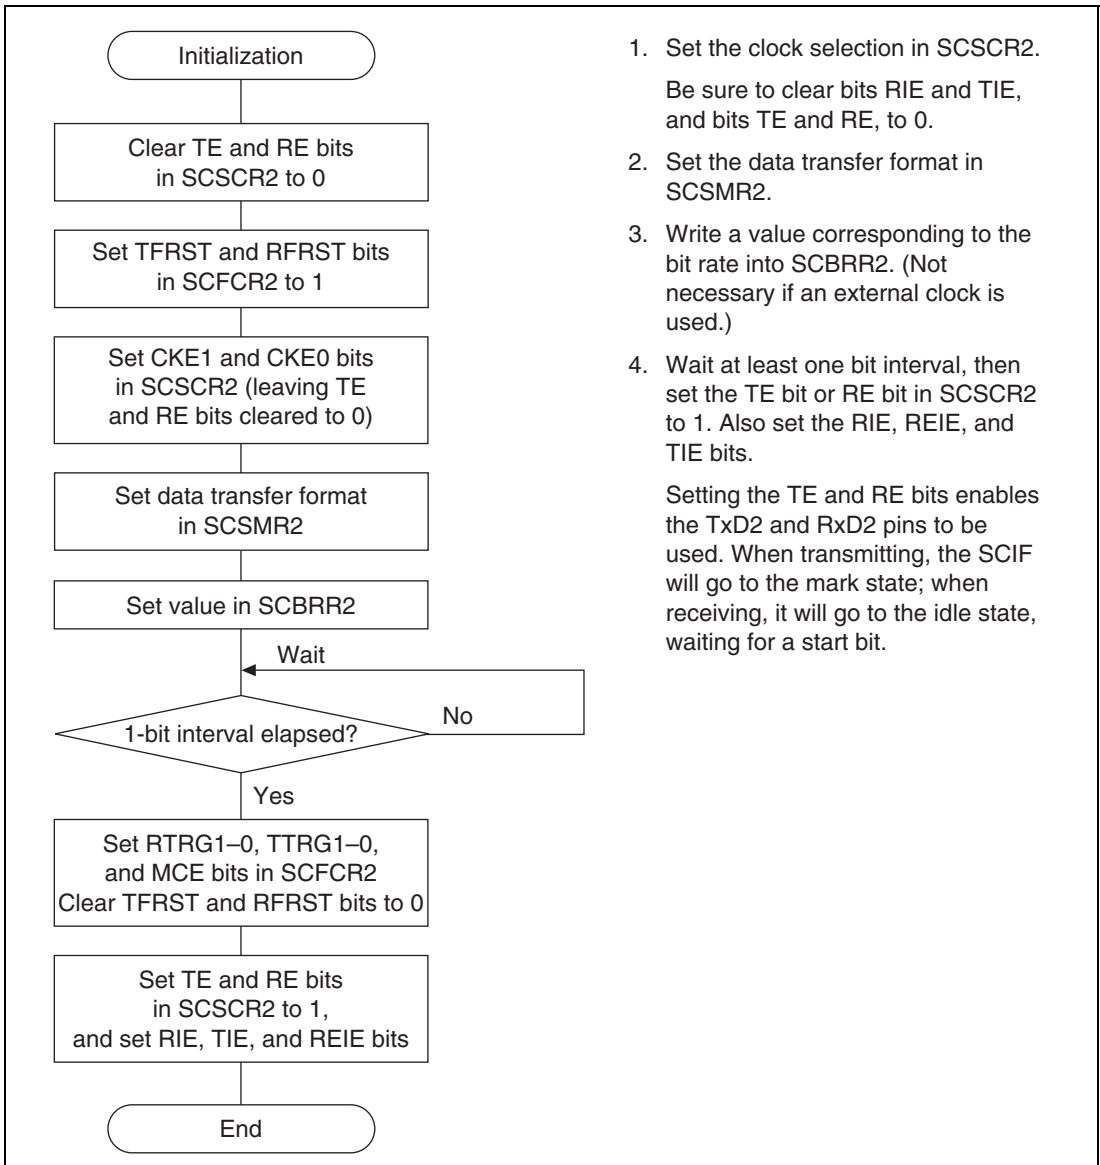 Initialization
Clear TE and RE bits
in SCSCR2 to 0
Set TFRST and RFRST bits
in SCFCR2 to 1
Set CKE1 and CKE0 bits
in SCSCR2 (leaving TE
and RE bits cleared to 0)
Set data transfer format
in SCSMR2
Set value in SCBRR2
Wait
1-bit interval elapsed?
No
Yes
Set RTRG1–0, TTRG1–0,
and MCE bits in SCFCR2
Clear TFRST and RFRST bits to 0
Set TE and RE bits
in SCSCR2 to 1,
and set RIE, TIE, and REIE bits
End
1. Set the clock selection in SCSCR2.
Be sure to clear bits RIE and TIE,
and bits TE and RE, to 0.
2. Set the data transfer format in
SCSMR2.
3. Write a value corresponding to the
bit rate into SCBRR2. (Not
necessary if an external clock is
used.)
4. Wait at least one bit interval, then
set the TE bit or RE bit in SCSCR2
to 1. Also set the RIE, REIE, and
TIE bits.
Setting the TE and RE bits enables
the TxD2 and RxD2 pins to be
used. When transmitting, the SCIF
will go to the mark state; when
receiving, it will go to the idle state,
waiting for a start bit.